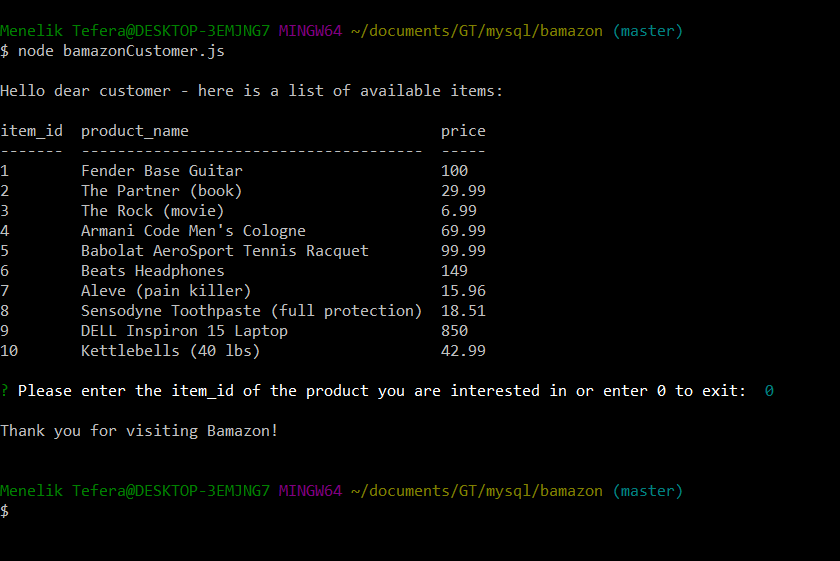 Menelik Tefera@DESKTOP-3EMJNG7 MINGW64 ~/documents/GT/mysql/bamazon (master)
$ node bamazonCustomer.js
Hello dear customer - here is a list of available items:
item_id  product_name                            price
-------  --------------------------------------  -----
1        Fender Base Guitar                      100
2        The Partner (book)                      29.99
3        The Rock (movie)                        6.99
4        Armani Code Men's Cologne               69.99
5        Babolat AeroSport Tennis Racquet        99.99
6        Beats Headphones                        149
7        Aleve (pain killer)                     15.96
8        Sensodyne Toothpaste (full protection)  18.51
9        DELL Inspiron 15 Laptop                 850
10       Kettlebells (40 lbs)                    42.99
? Please enter the item_id of the product you are interested in or enter 0 to exit:  0
Thank you for visiting Bamazon!
Menelik Tefera@DESKTOP-3EMJNG7 MINGW64 ~/documents/GT/mysql/bamazon (master)
$